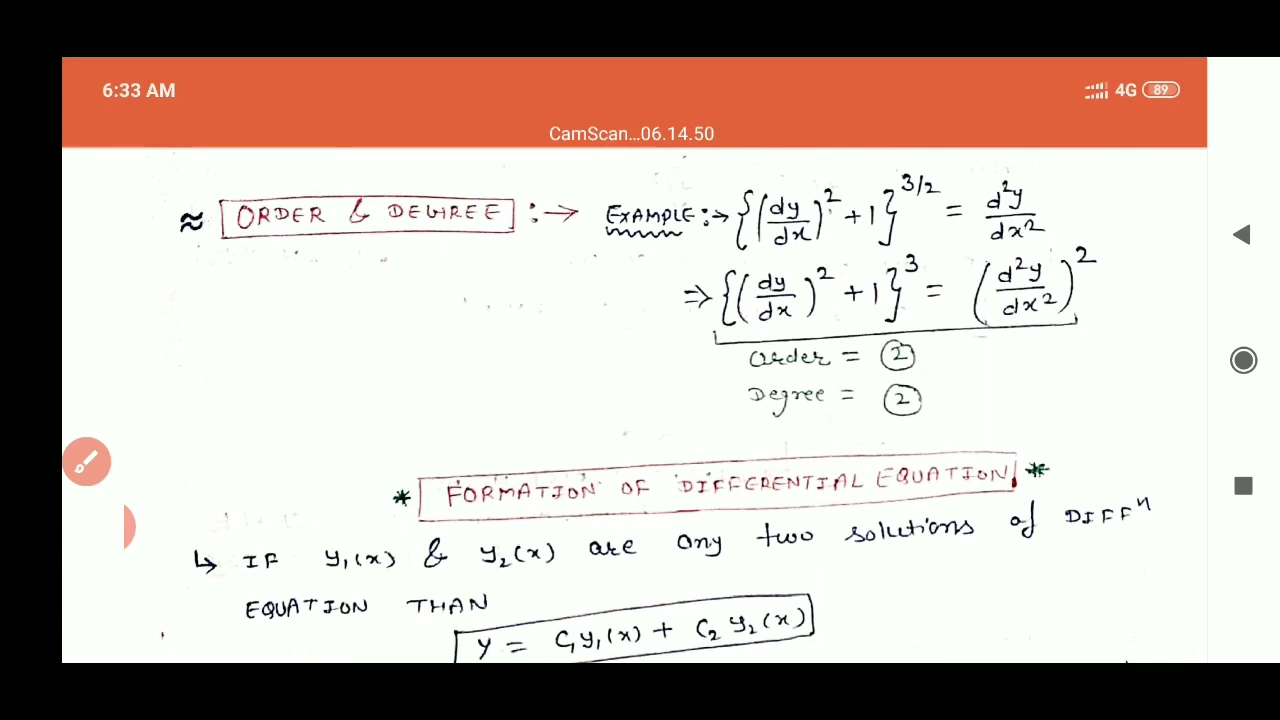 6:33 AM 4G 89
CamScan...06.14.50
≈ ORDER & DEGREE :→ EXAMPLE:→ {(dy/dx)² + 1}^3/2 = d²y/dx²
⇒ {(dy/dx)² + 1}³ = (d²y/dx²)²
Order = 2
Degree = 2
* FORMATION OF DIFFERENTIAL EQUATION *
↳ IF y₁(x) & y₂(x) are any two solutions of DIFFⁿ
EQUATION THAN
y = C₁y₁(x) + C₂y₂(x)